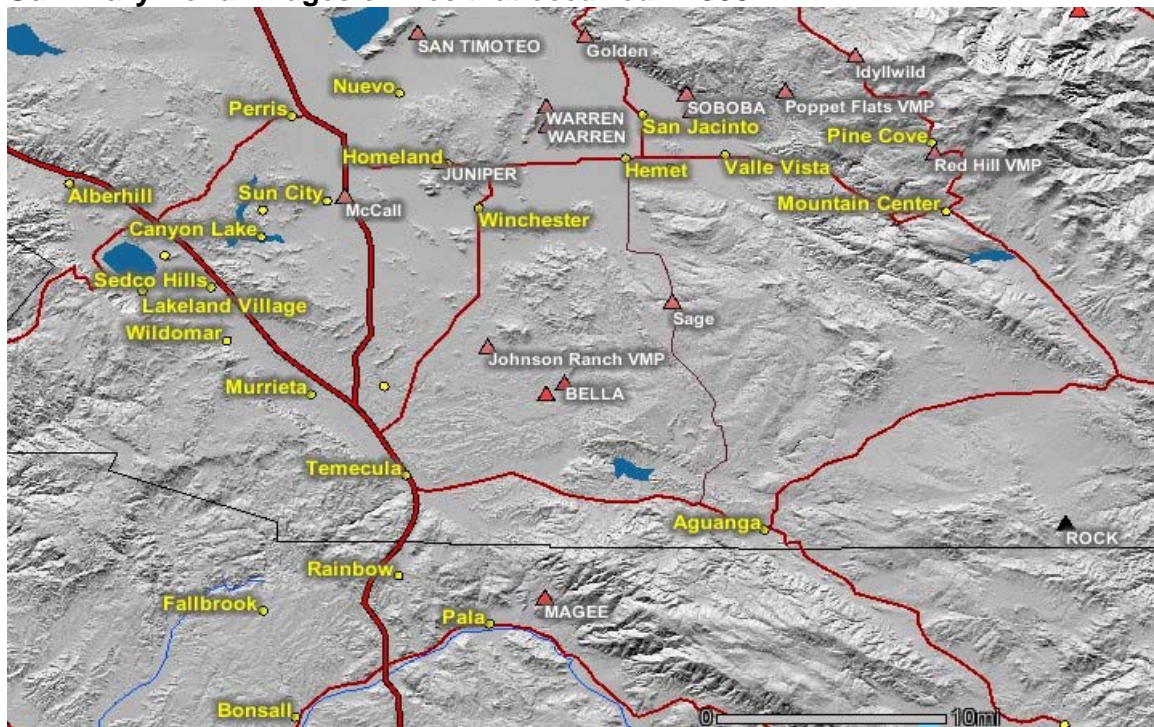 SAN TIMOTEO
Golden
Idyllwild
Nuevo
SOBOBA
Poppet Flats VMP
Perris
WARREN
WARREN
San Jacinto
Pine Cove
Homeland
JUNIPER
Hemet
Valle Vista
Red Hill VMP
Alberhill
Sun City
McCall
Winchester
Mountain Center
Canyon Lake
Sedco Hills
Lakeland Village
Sage
Wildomar
Johnson Ranch VMP
Murrieta
BELLA
Temecula
Aguanga
ROCK
Rainbow
Fallbrook
MAGEE
Pala
Bonsall
0 10mi